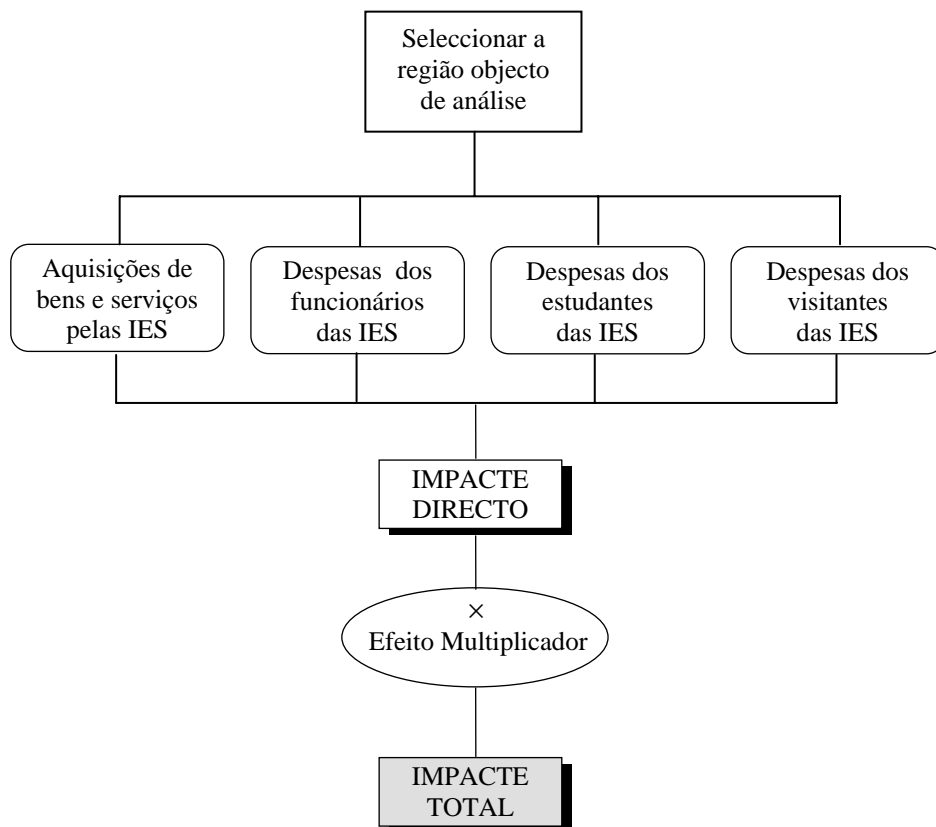 Seleccionar a
região objecto
de análise
Aquisições de
bens e serviços
pelas IES
Despesas dos
funcionários
das IES
Despesas dos
estudantes
das IES
Despesas dos
visitantes
das IES
IMPACTE
DIRECTO
×
Efeito Multiplicador
IMPACTE
TOTAL